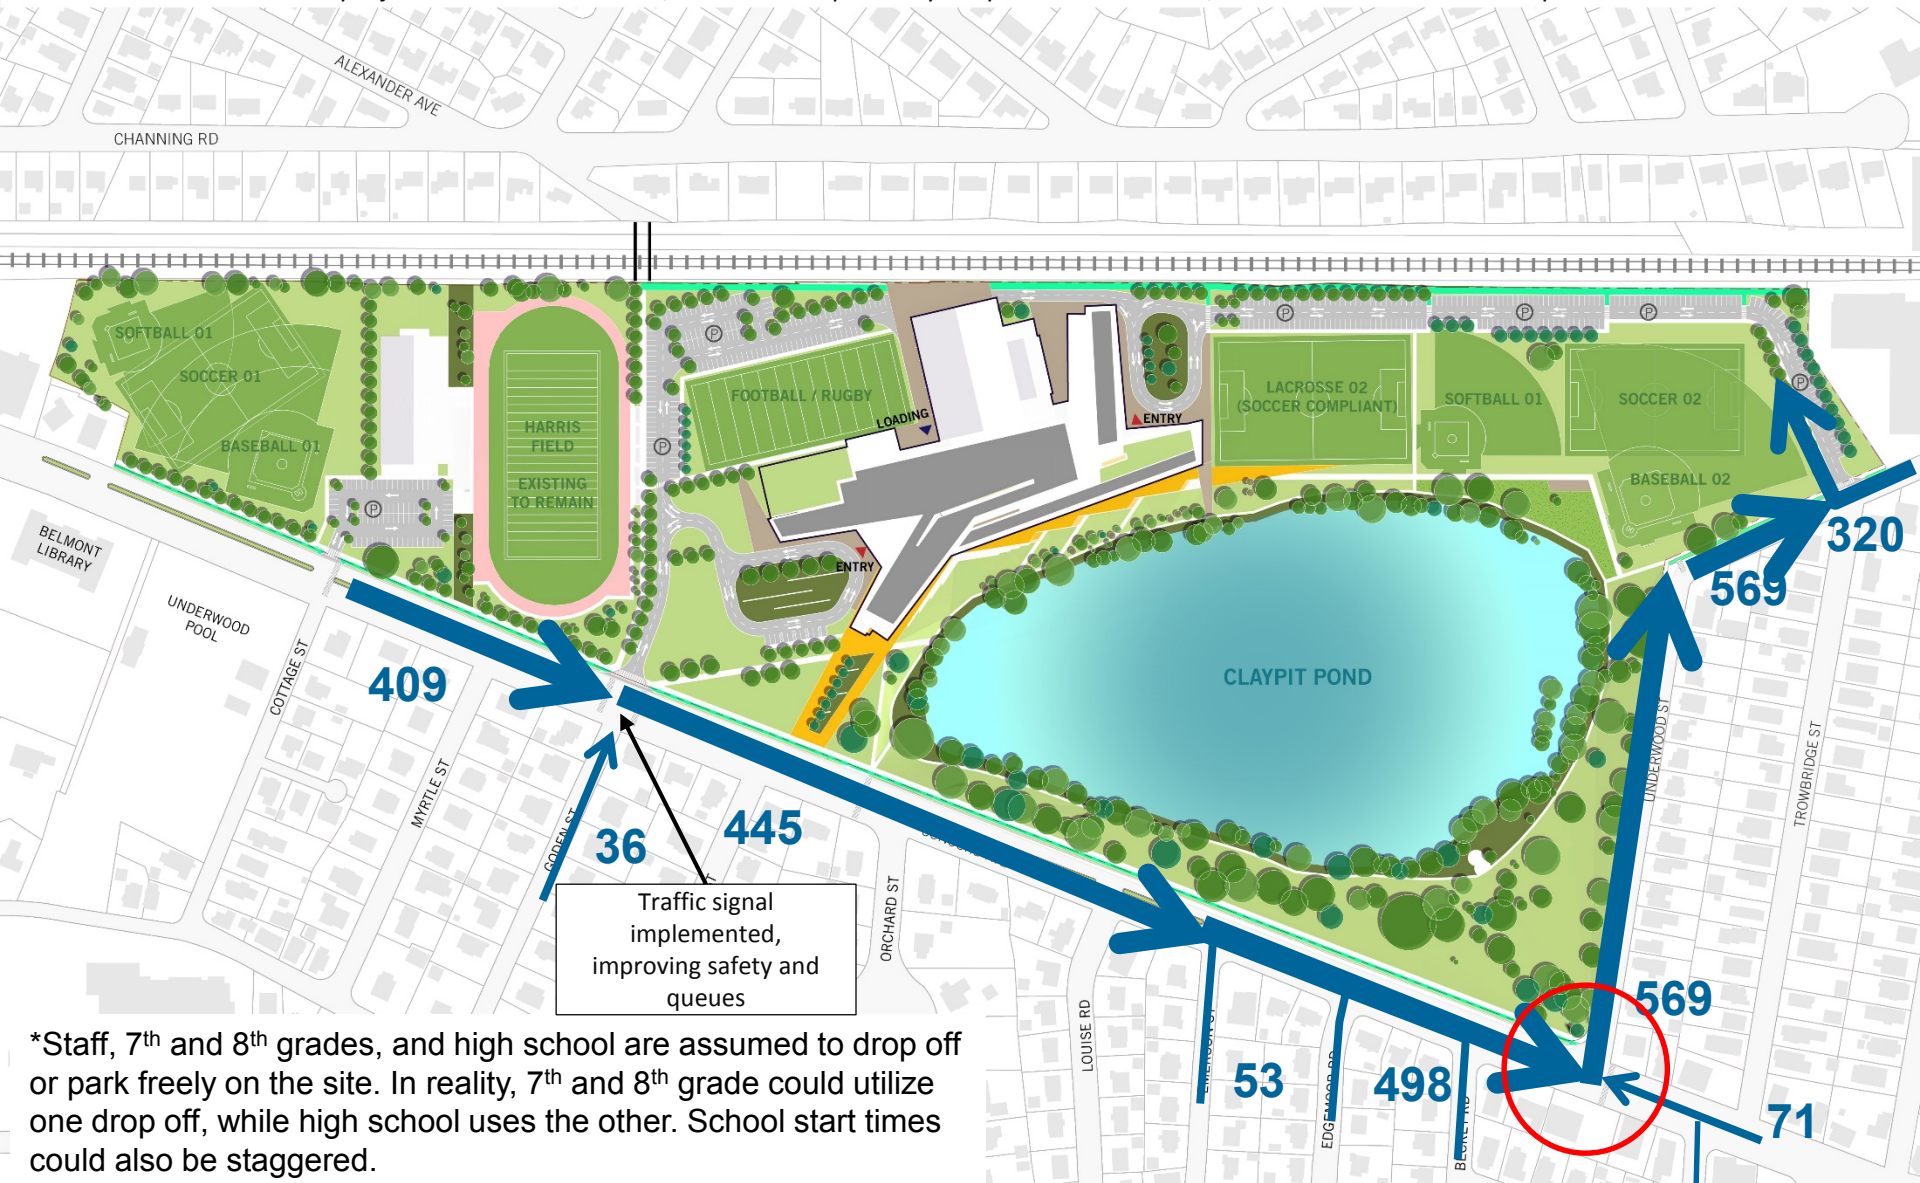 ALEXANDER AVE
CHANNING RD
SOFTBALL 01
SOCCER 01
BASEBALL 01
HARRIS
FIELD
EXISTING
TO REMAIN
P
P
P
FOOTBALL / RUGBY
LOADING
ENTRY
ENTRY
P
P
P
P
LACROSSE 02
(SOCCER COMPLIANT)
SOFTBALL 01
SOCCER 02
BASEBALL 02
BELMONT
LIBRARY
UNDERWOOD
POOL
COTTAGE ST
MYRTLE ST
GODEN ST
ORCHARD ST
LOUISE RD
EDGEMOOR RD
UNDERWOOD ST
TROWBRIDGE ST
CLAYPIT POND
409
36
445
53
498
71
569
569
320
Traffic signal
implemented,
improving safety and
queues
*Staff, 7th and 8th grades, and high school are assumed to drop off
or park freely on the site. In reality, 7th and 8th grade could utilize
one drop off, while high school uses the other. School start times
could also be staggered.